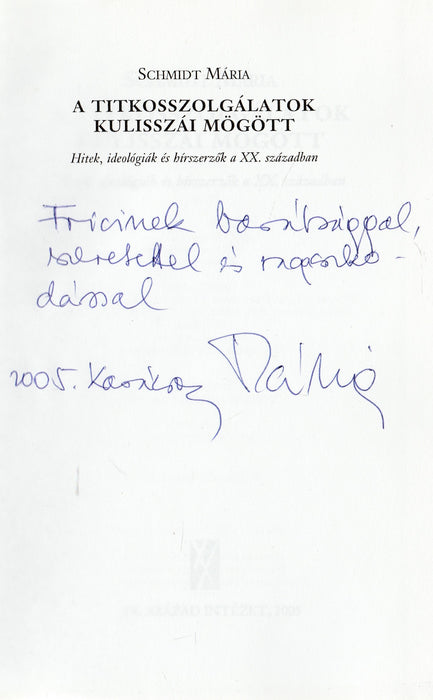 SCHMIDT MÁRIA
A TITKOSSZOLGÁLATOK
KULISSZÁI MÖGÖTT
Hitek, ideológiák és hírszerzők a XX. században
Fricinek barátsággal,
szeretettel és ragaszko-
dással
2005. Karácsony Mária
XX. SZÁZAD INTÉZET, 2005